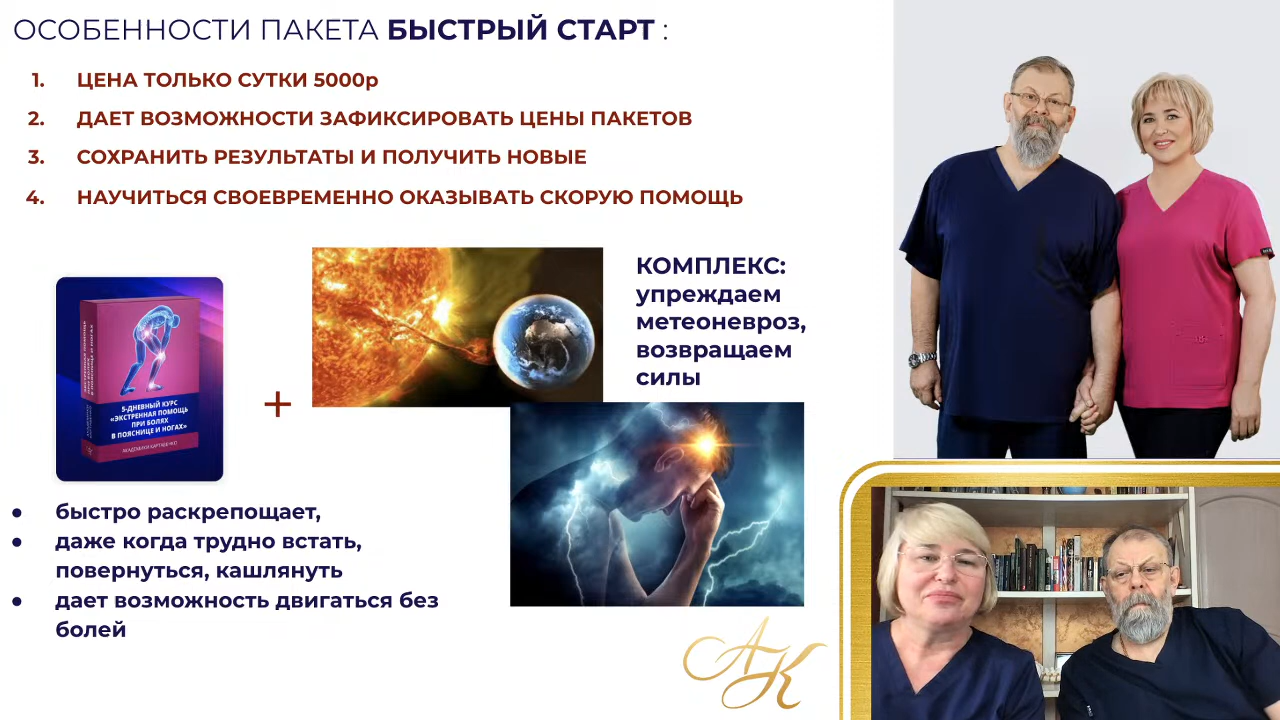 ОСОБЕННОСТИ ПАКЕТА БЫСТРЫЙ СТАРТ :
1. ЦЕНА ТОЛЬКО СУТКИ 5000р
2. ДАЕТ ВОЗМОЖНОСТИ ЗАФИКСИРОВАТЬ ЦЕНЫ ПАКЕТОВ
3. СОХРАНИТЬ РЕЗУЛЬТАТЫ И ПОЛУЧИТЬ НОВЫЕ
4. НАУЧИТЬСЯ СВОЕВРЕМЕННО ОКАЗЫВАТЬ СКОРУЮ ПОМОЩЬ
5-ДНЕВНЫЙ КУРС
«ЭКСТРЕННАЯ ПОМОЩЬ
ПРИ БОЛЯХ
В ПОЯСНИЦЕ И НОГАХ»
+
КОМПЛЕКС:
упреждаем
метеоневроз,
возвращаем
силы
● быстро раскрепощает,
● даже когда трудно встать,
повернуться, кашлянуть
● дает возможность двигаться без
болей
АК